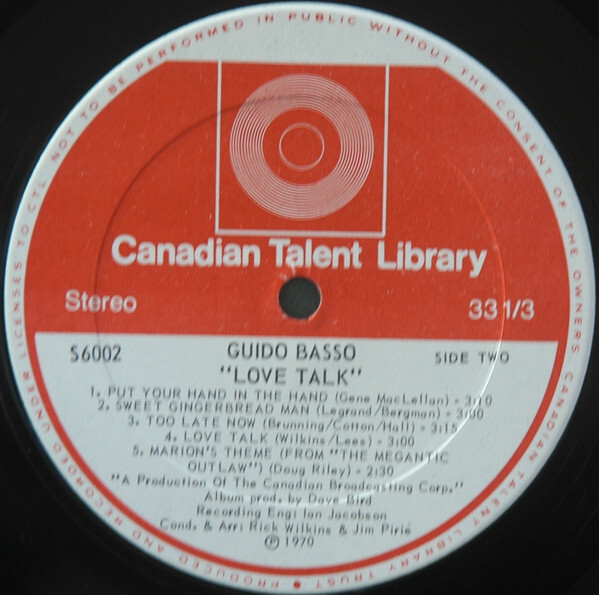 NOT TO BE PERFORMED IN PUBLIC WITHOUT THE CONSENT OF THE OWNERS: CANADIAN TALENT LIBRARY TRUST • PRODUCED AND RECORDED UNDER LICENSES TO CTL
Canadian Talent Library
Stereo
33 1/3
S6002
GUIDO BASSO
SIDE TWO
"LOVE TALK"
1. PUT YOUR HAND IN THE HAND (Gene MacLellan) - 3:10
2. SWEET GINGERBREAD MAN (Legrand/Bergman) - 3:00
3. TOO LATE NOW (Brunning/Cotton/Hall) - 3:15
4. LOVE TALK (Wilkins/Lees) - 3:00
5. MARION'S THEME (FROM "THE MEGANTIC
OUTLAW") (Doug Riley) - 2:30
"A Production Of The Canadian Broadcasting Corp."
Album prod. by Dave Bird
Recording Eng: Ian Jacobson
Cond. & Arr: Rick Wilkins & Jim Pirie
℗ 1970